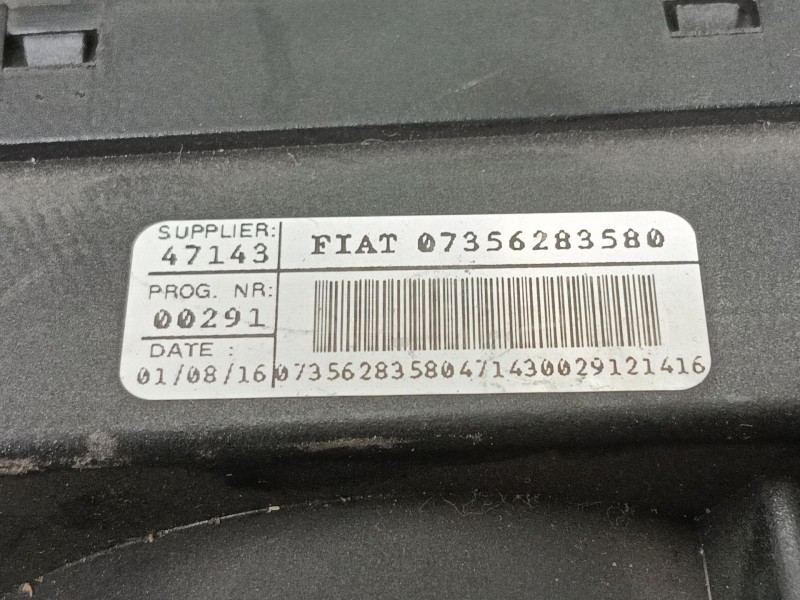 SUPPLIER:
47143
FIAT 07356283580
PROG. NR:
00291
DATE :
01/08/16
07356283580471430029121416